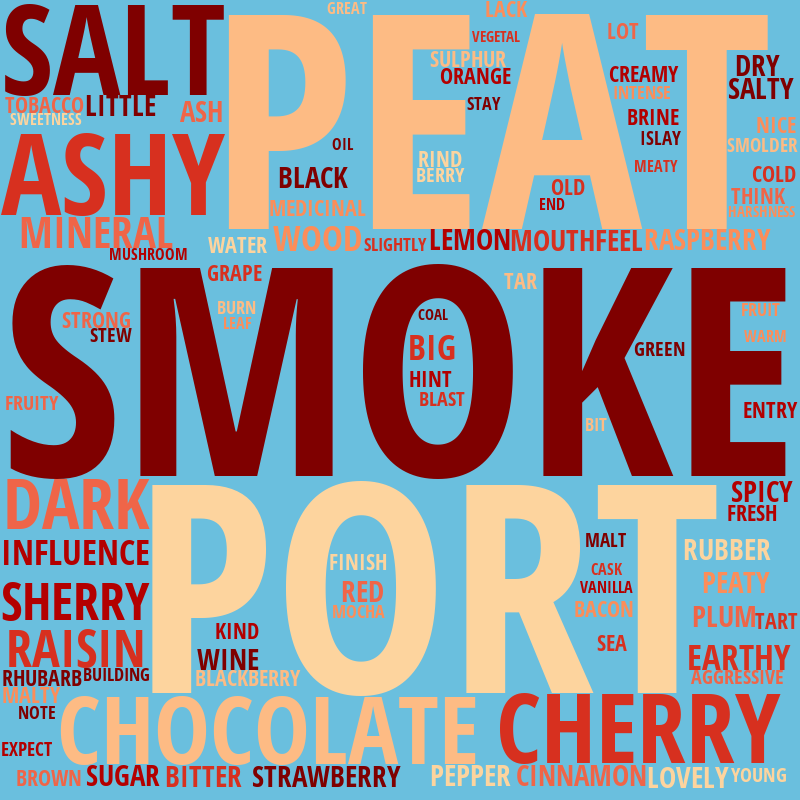 GREAT
LACK
SALT
PEAT
VEGETAL
LOT
SULPHUR
ORANGE
CREAMY
DRY
INTENSE
SALTY
TOBACCO
LITTLE
ASH
STAY
SWEETNESS
BRINE
NICE
ASHY
OIL
ISLAY
SMOLDER
RIND
BERRY
MEATY
BLACK
COLD
OLD
THINK
MEDICINAL
END
HARSHNESS
MINERAL
WATER
WOOD
SLIGHTLY
LEMON
MOUTHFEEL
RASPBERRY
MUSHROOM
GRAPE
TAR
SMOKE
BURN
LEAF
COAL
FRUIT
STRONG
STEW
WARM
BIG
GREEN
HINT
BLAST
FRUITY
ENTRY
BIT
DARK
PORT
SPICY
FRESH
INFLUENCE
MALT
RUBBER
FINISH
CASK
VANILLA
PEATY
SHERRY
RED
MOCHA
BACON
PLUM
TART
KIND
SEA
RAISIN
WINE
EARTHY
RHUBARB
BUILDING
BLACKBERRY
AGGRESSIVE
MALTY
NOTE
CHOCOLATE
CHERRY
EXPECT
BROWN
SUGAR
BITTER
STRAWBERRY
PEPPER
CINNAMON
LOVELY
YOUNG